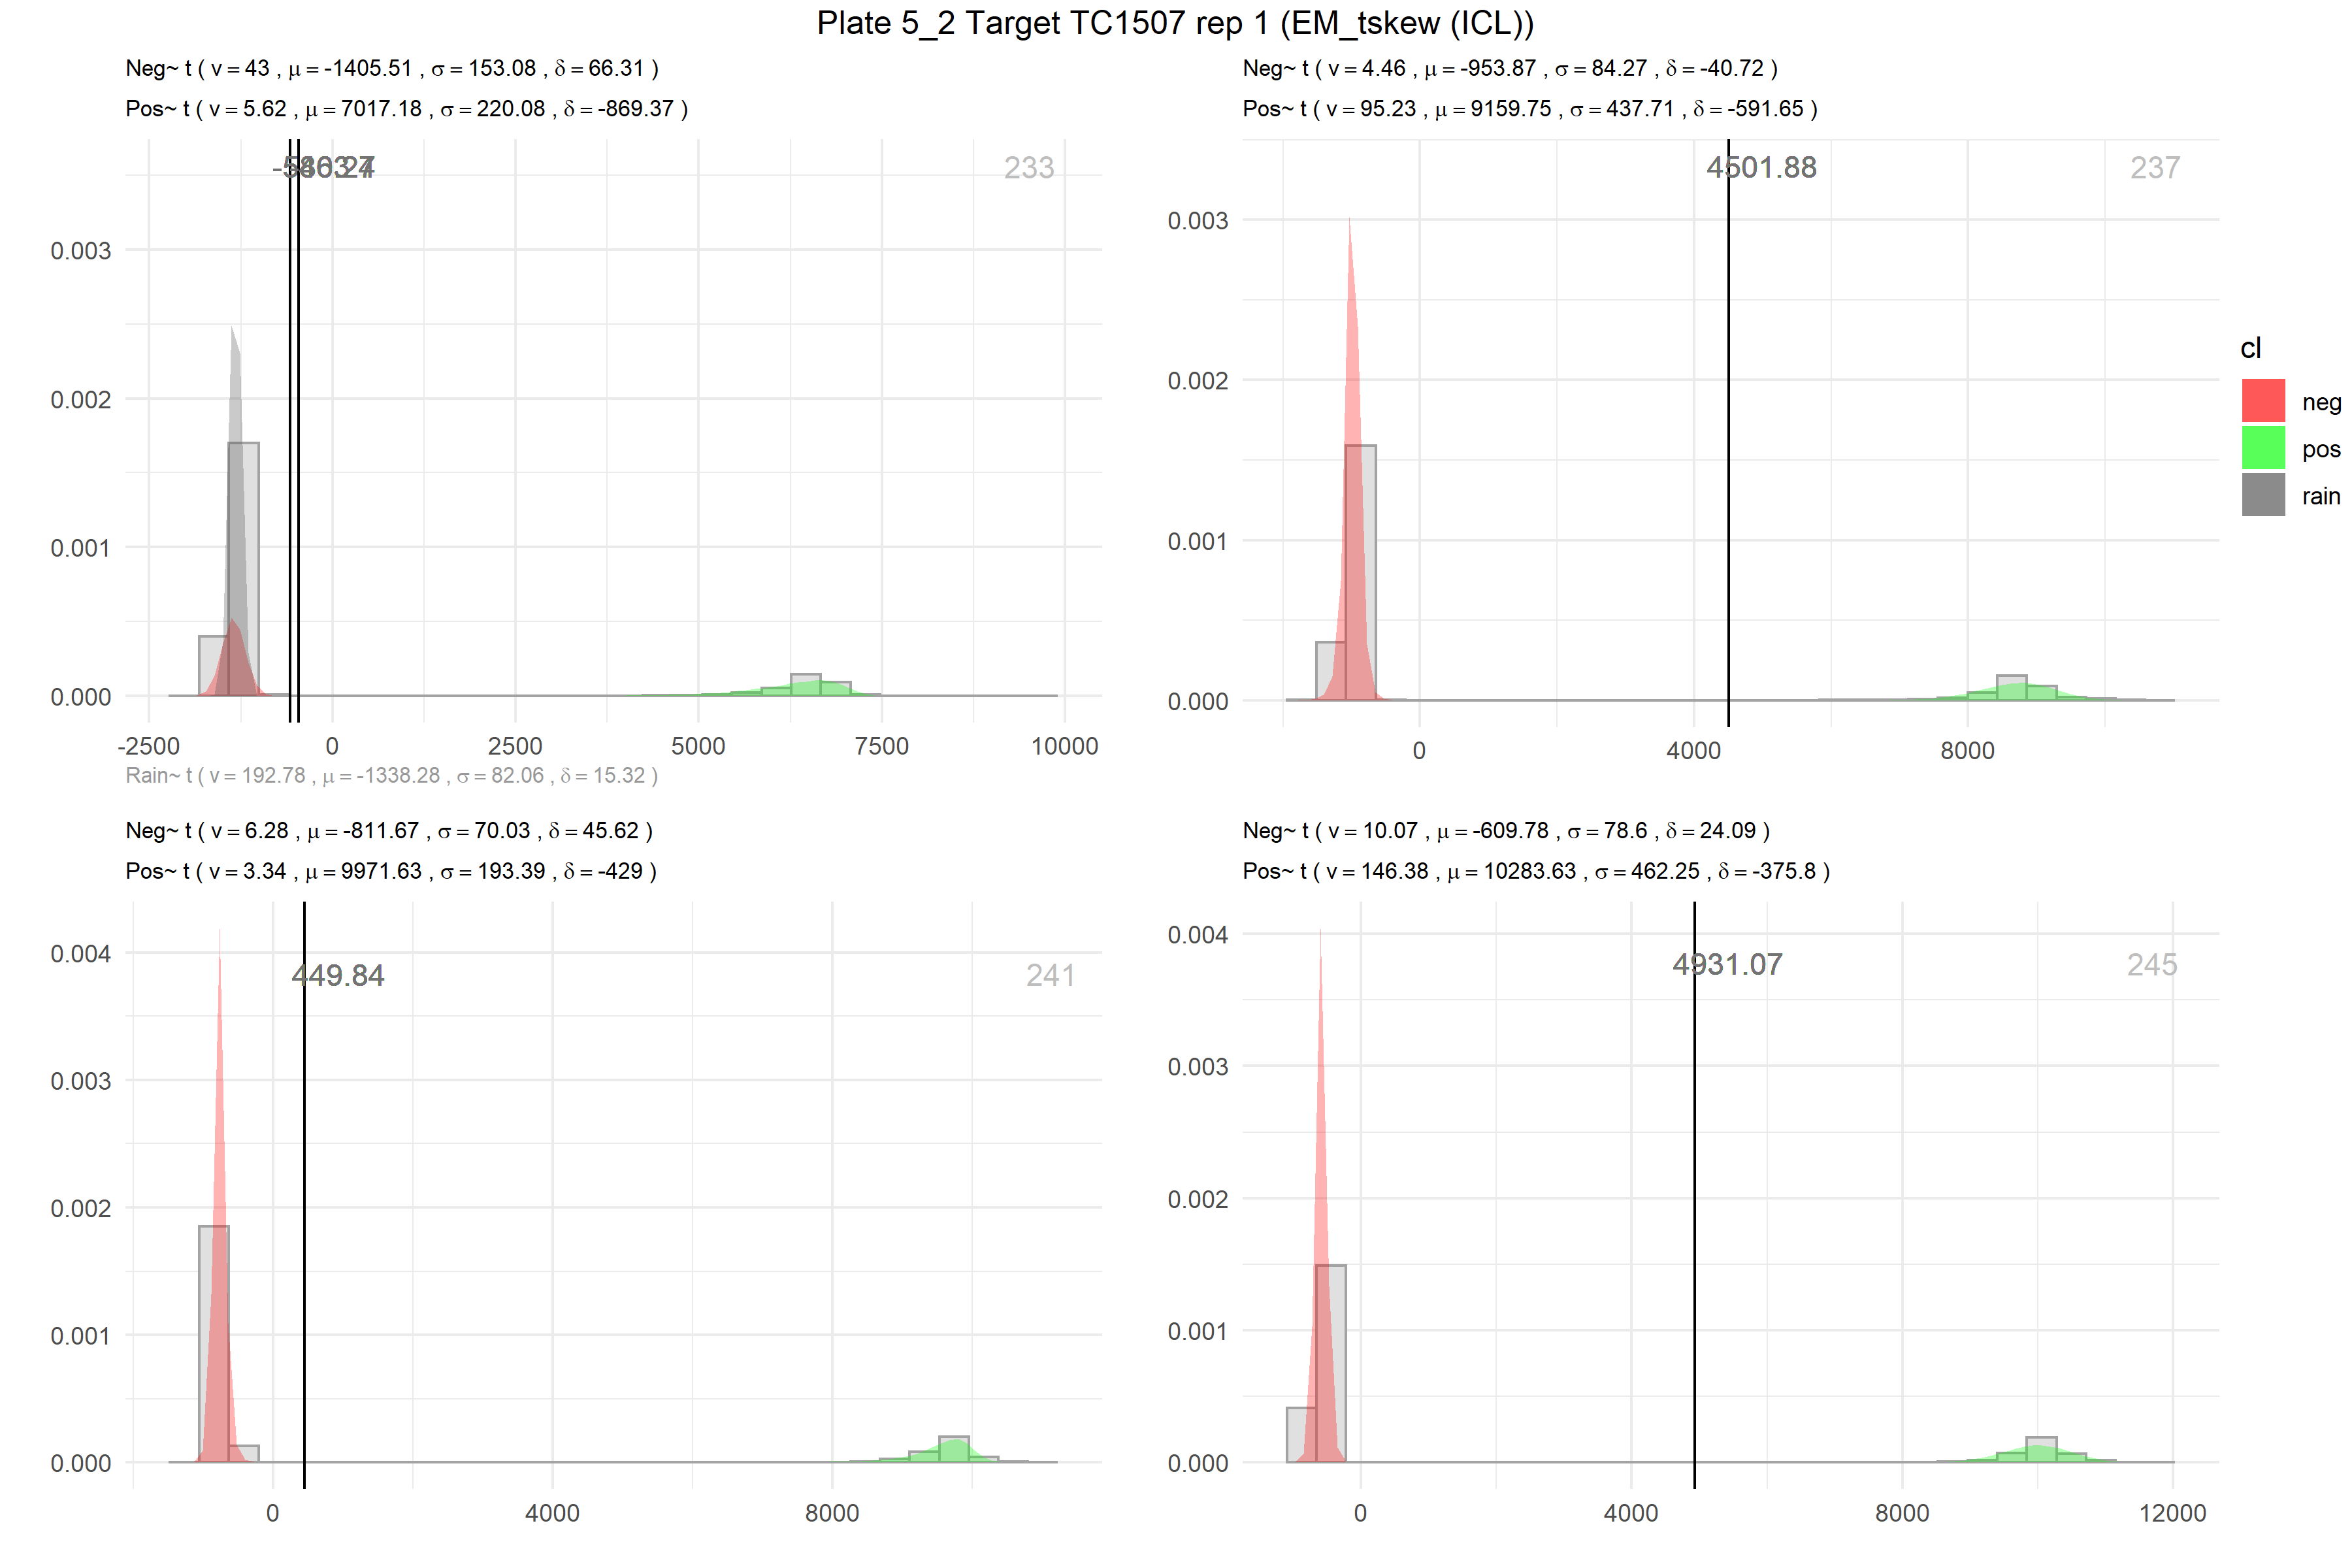 Plate 5_2 Target TC1507 rep 1 (EM_tskew (ICL))
Neg~ t ( v = 43 , μ = -1405.51 , σ = 153.08 , δ = 66.31 )
Pos~ t ( v = 5.62 , μ = 7017.18 , σ = 220.08 , δ = -869.37 )
233
0.003
0.002
0.001
0.000
-2500 0 2500 5000 7500 10000
Rain~ t ( v = 192.78 , μ = -1338.28 , σ = 82.06 , δ = 15.32 )
Neg~ t ( v = 4.46 , μ = -953.87 , σ = 84.27 , δ = -40.72 )
Pos~ t ( v = 95.23 , μ = 9159.75 , σ = 437.71 , δ = -591.65 )
4501.88 237
0.003
0.002
0.001
0.000
0 4000 8000
cl
neg
pos
rain
Neg~ t ( v = 6.28 , μ = -811.67 , σ = 70.03 , δ = 45.62 )
Pos~ t ( v = 3.34 , μ = 9971.63 , σ = 193.39 , δ = -429 )
449.84 241
0.004
0.003
0.002
0.001
0.000
0 4000 8000
Neg~ t ( v = 10.07 , μ = -609.78 , σ = 78.6 , δ = 24.09 )
Pos~ t ( v = 146.38 , μ = 10283.63 , σ = 462.25 , δ = -375.8 )
4931.07 245
0.004
0.003
0.002
0.001
0.000
0 4000 8000 12000